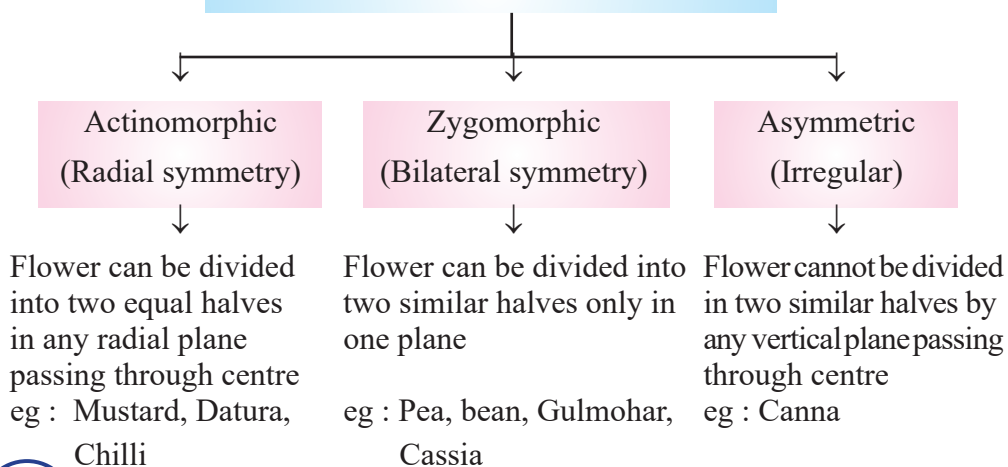 Actinomorphic
(Radial symmetry)
Zygomorphic
(Bilateral symmetry)
Asymmetric
(Irregular)
Flower can be divided
into two equal halves
in any radial plane
passing through centre
eg : Mustard, Datura,
Chilli
Flower can be divided into
two similar halves only in
one plane
eg : Pea, bean, Gulmohar,
Cassia
Flower cannot be divided
in two similar halves by
any vertical plane passing
through centre
eg : Canna